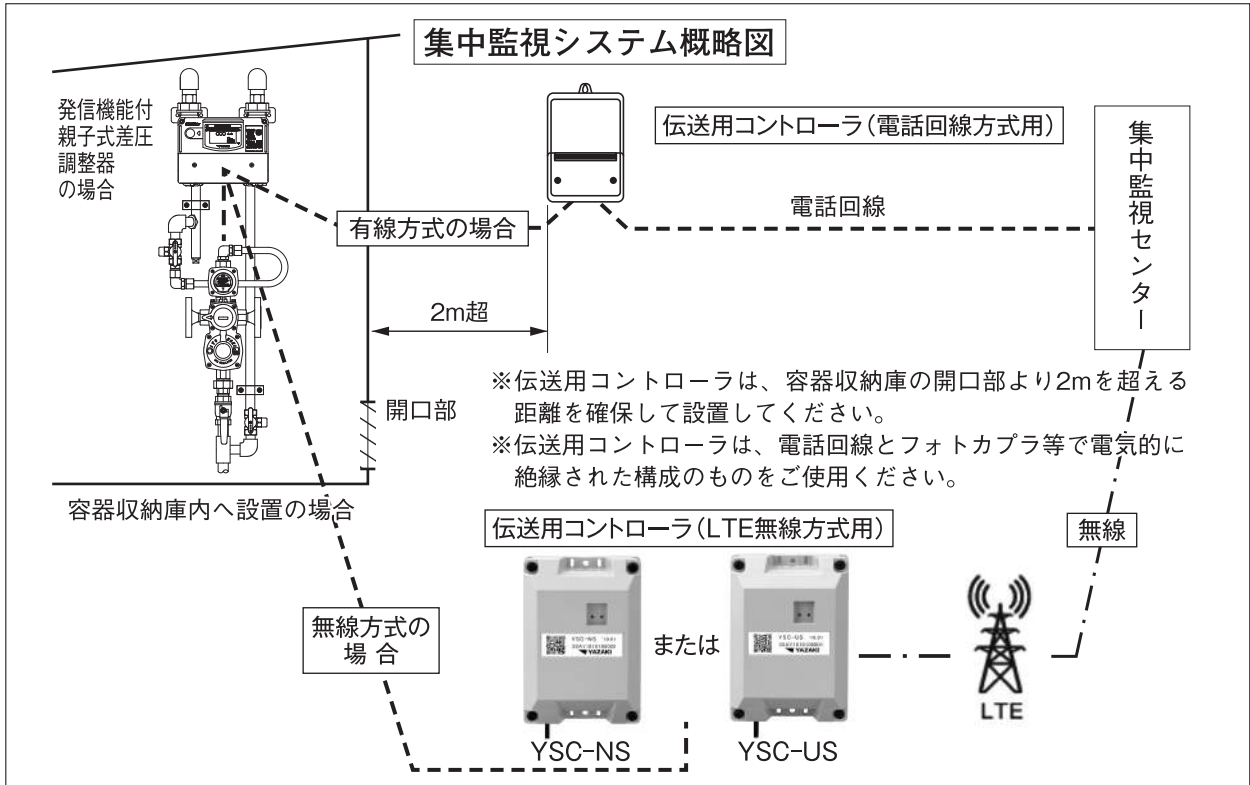 集中監視システム概略図
発信機能付
親子式差圧
調整器
の場合
伝送用コントローラ(電話回線方式用)
集中監視センター
有線方式の場合
電話回線
2m超
※伝送用コントローラは、容器収納庫の開口部より2mを超える
距離を確保して設置してください。
※伝送用コントローラは、電話回線とフォトカプラ等で電気的に
絶縁された構成のものをご使用ください。
開口部
容器収納庫内へ設置の場合
伝送用コントローラ(LTE無線方式用)
無線
無線方式の
場合
YSC-NS
YAZAKI
または
YSC-US
YAZAKI
LTE
YSC-NS
YSC-US